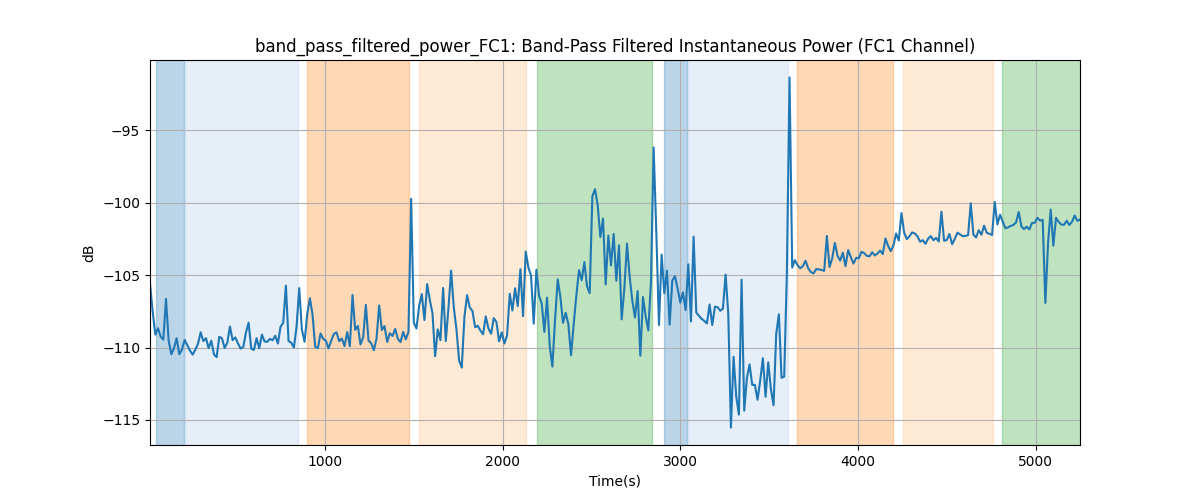 band_pass_filtered_power_FC1: Band-Pass Filtered Instantaneous Power (FC1 Channel)
dB
−95
−100
−105
−110
−115
1000 2000 3000 4000 5000
Time(s)